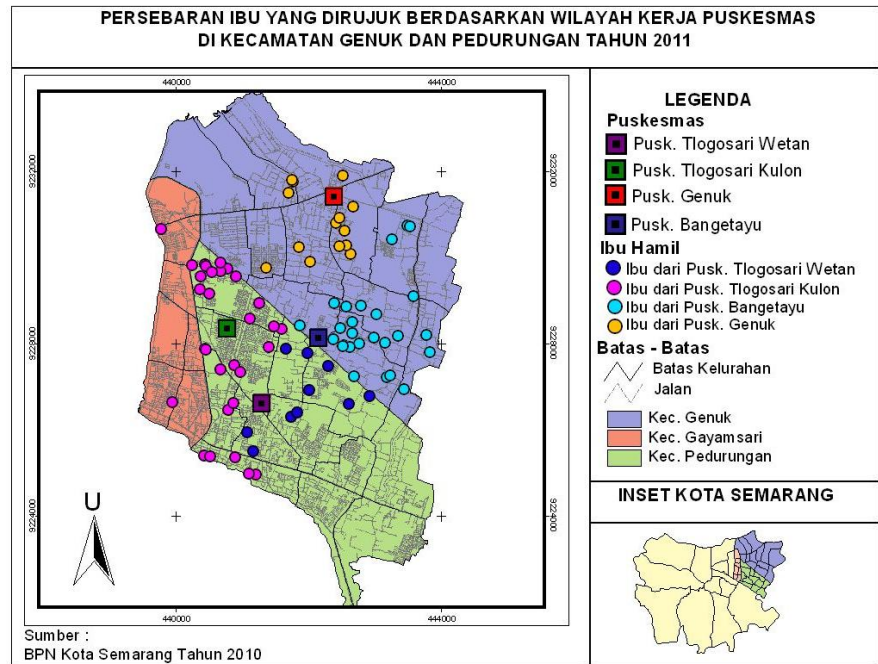 PERSEBARAN IBU YANG DIRUJUK BERDASARKAN WILAYAH KERJA PUSKESMAS
DI KECAMATAN GENUK DAN PEDURUNGAN TAHUN 2011
440000
444000
9232000
9232000
9228000
9228000
9224000
9224000
440000
444000
U
Sumber :
BPN Kota Semarang Tahun 2010
LEGENDA
Puskesmas
Pusk. Tlogosari Wetan
Pusk. Tlogosari Kulon
Pusk. Genuk
Pusk. Bangetayu
Ibu Hamil
Ibu dari Pusk. Tlogosari Wetan
Ibu dari Pusk. Tlogosari Kulon
Ibu dari Pusk. Bangetayu
Ibu dari Pusk. Genuk
Batas - Batas
Batas Kelurahan
Jalan
Kec. Genuk
Kec. Gayamsari
Kec. Pedurungan
INSET KOTA SEMARANG